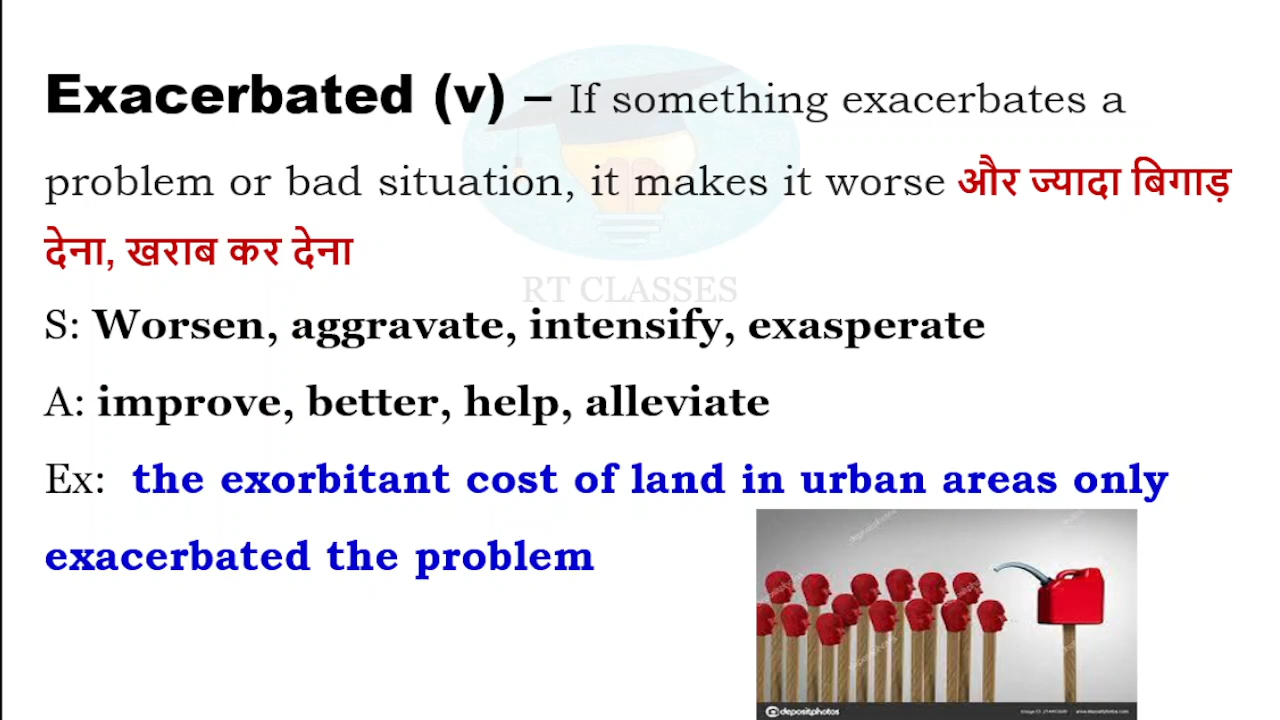 Exacerbated (v) – If something exacerbates a
problem or bad situation, it makes it worse और ज्यादा बिगाड़
देना, खराब कर देना
RT CLASSES
S: Worsen, aggravate, intensify, exasperate
A: improve, better, help, alleviate
Ex: the exorbitant cost of land in urban areas only
exacerbated the problem
depositphotos